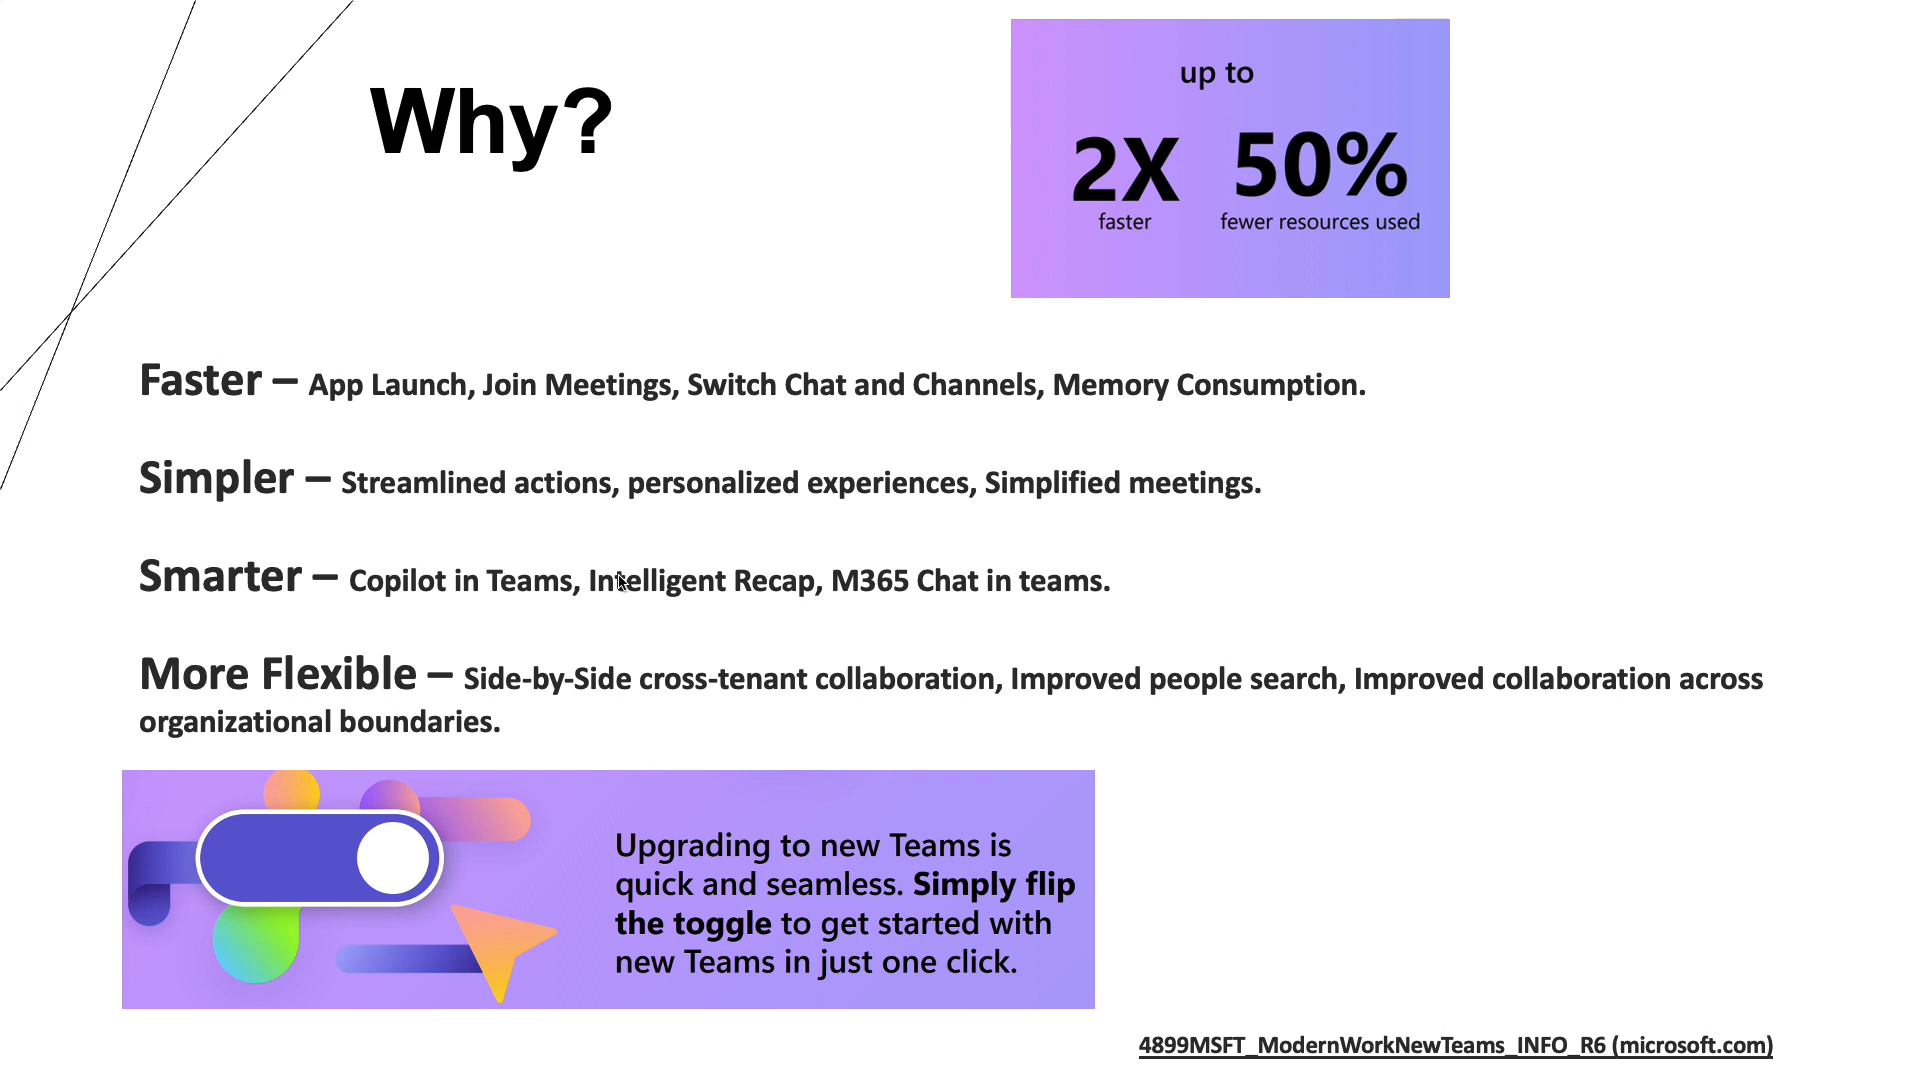 Why?
up to
2X 50%
faster fewer resources used
Faster – App Launch, Join Meetings, Switch Chat and Channels, Memory Consumption.
Simpler – Streamlined actions, personalized experiences, Simplified meetings.
Smarter – Copilot in Teams, Intelligent Recap, M365 Chat in teams.
More Flexible – Side-by-Side cross-tenant collaboration, Improved people search, Improved collaboration across
organizational boundaries.
Upgrading to new Teams is
quick and seamless. Simply flip
the toggle to get started with
new Teams in just one click.
4899MSFT_ModernWorkNewTeams_INFO_R6 (microsoft.com)